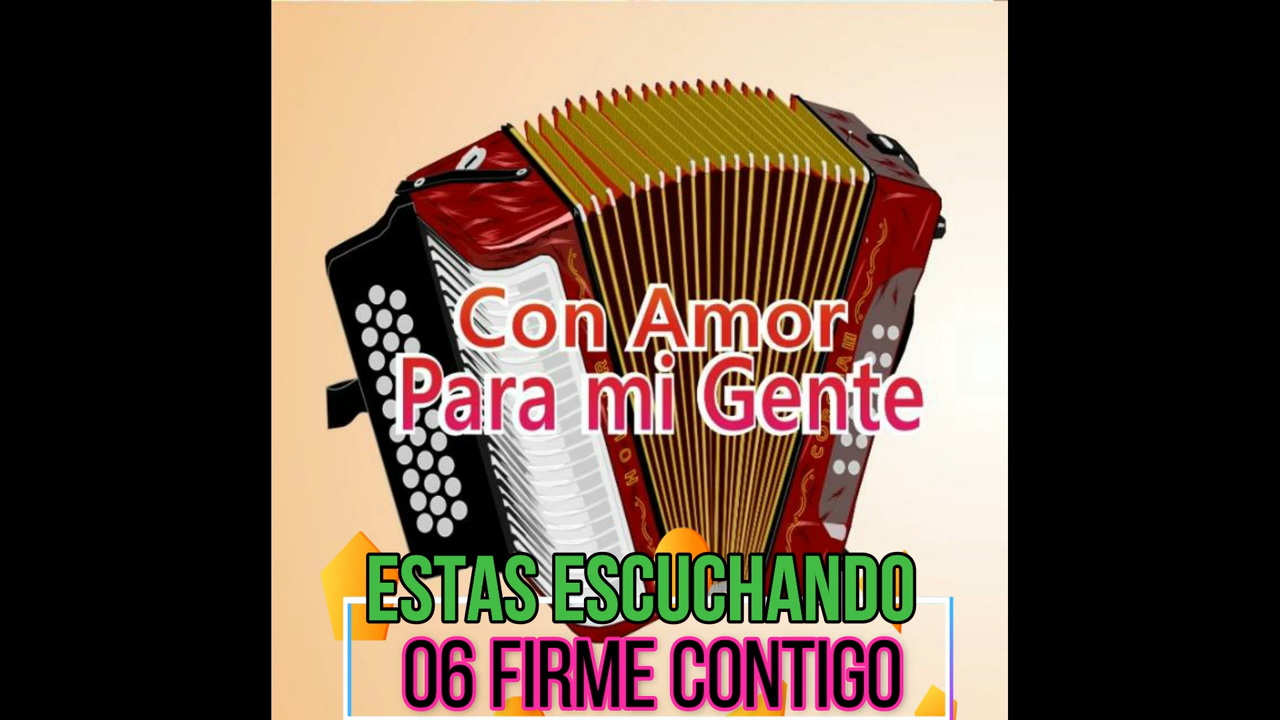 Con Amor
Para mi Gente
ESTAS ESCUCHANDO
06 FIRME CONTIGO